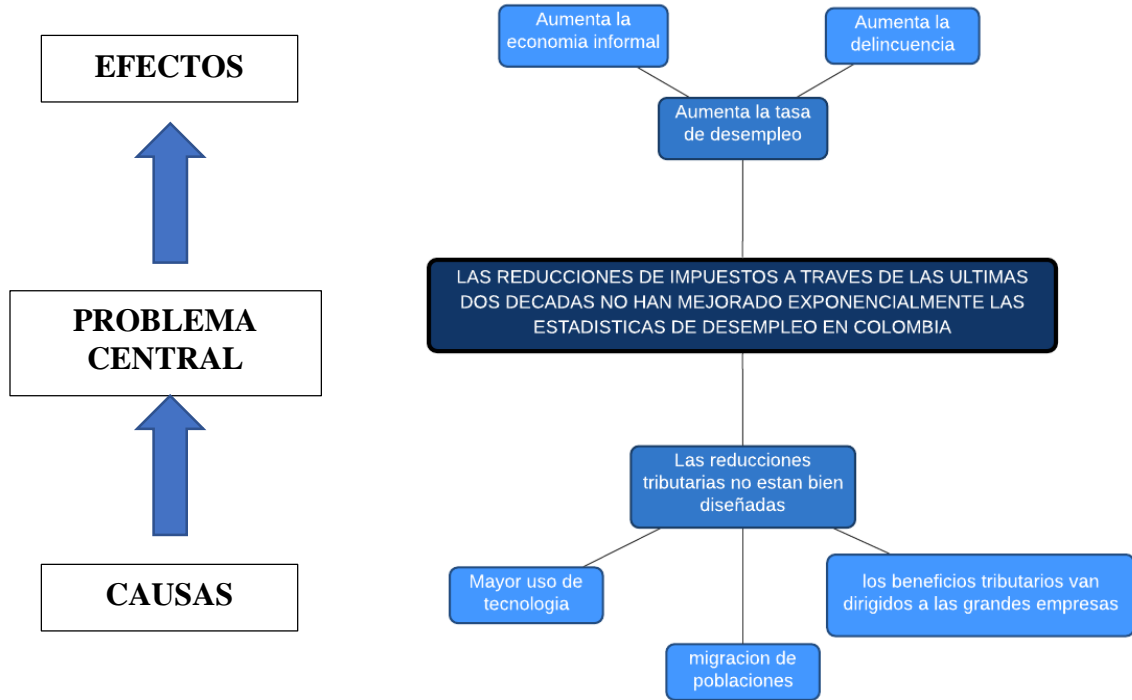 EFECTOS
PROBLEMA
CENTRAL
CAUSAS
Aumenta la
economia informal
Aumenta la
delincuencia
Aumenta la tasa
de desempleo
LAS REDUCCIONES DE IMPUESTOS A TRAVES DE LAS ULTIMAS
DOS DECADAS NO HAN MEJORADO EXPONENCIALMENTE LAS
ESTADISTICAS DE DESEMPLEO EN COLOMBIA
Las reducciones
tributarias no estan bien
diseñadas
Mayor uso de
tecnologia
migracion de
poblaciones
los beneficios tributarios van
dirigidos a las grandes empresas